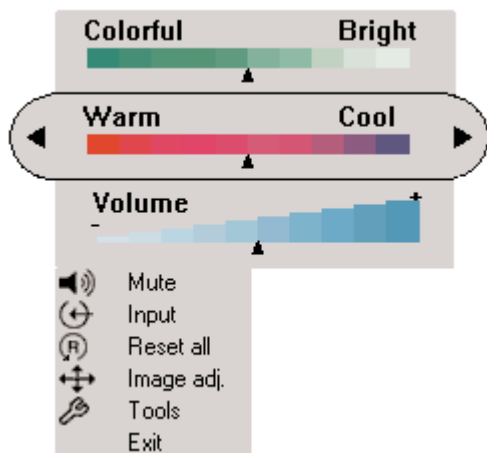 Colorful Bright
Warm Cool
Volume
- +
Mute
Input
R Reset all
Image adj.
Tools
Exit